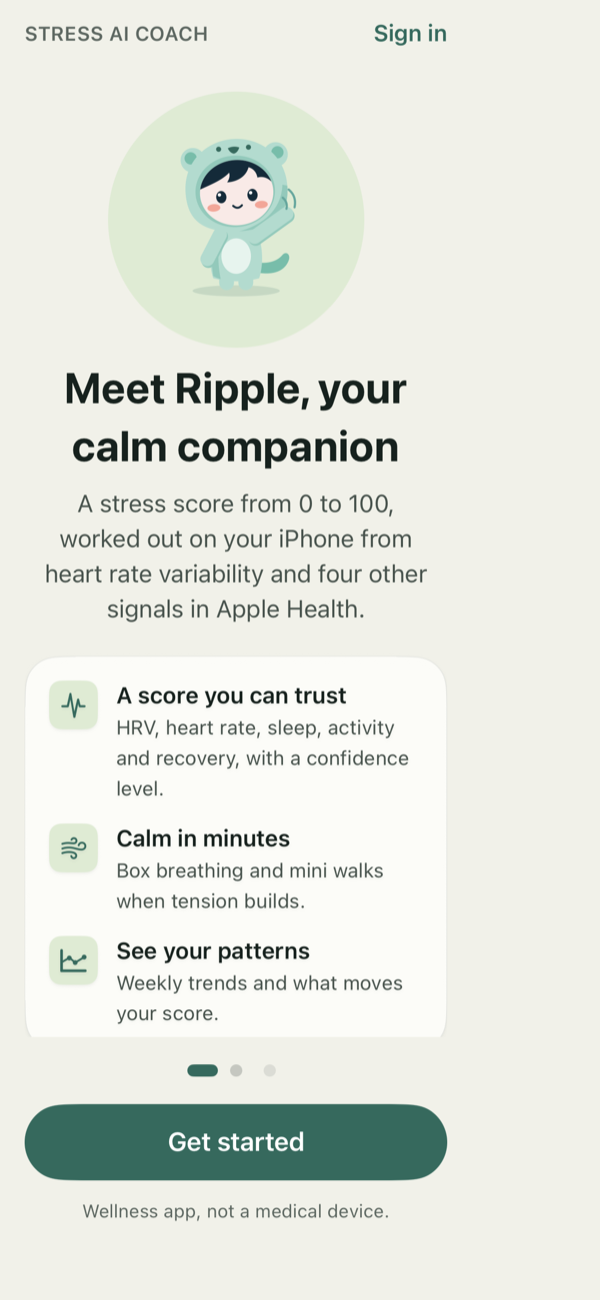 STRESS AI COACH
Sign in
Meet Ripple, your
calm companion
A stress score from 0 to 100,
worked out on your iPhone from
heart rate variability and four other
signals in Apple Health.
A score you can trust
HRV, heart rate, sleep, activity
and recovery, with a confidence
level.
Calm in minutes
Box breathing and mini walks
when tension builds.
See your patterns
Weekly trends and what moves
your score.
Get started
Wellness app, not a medical device.